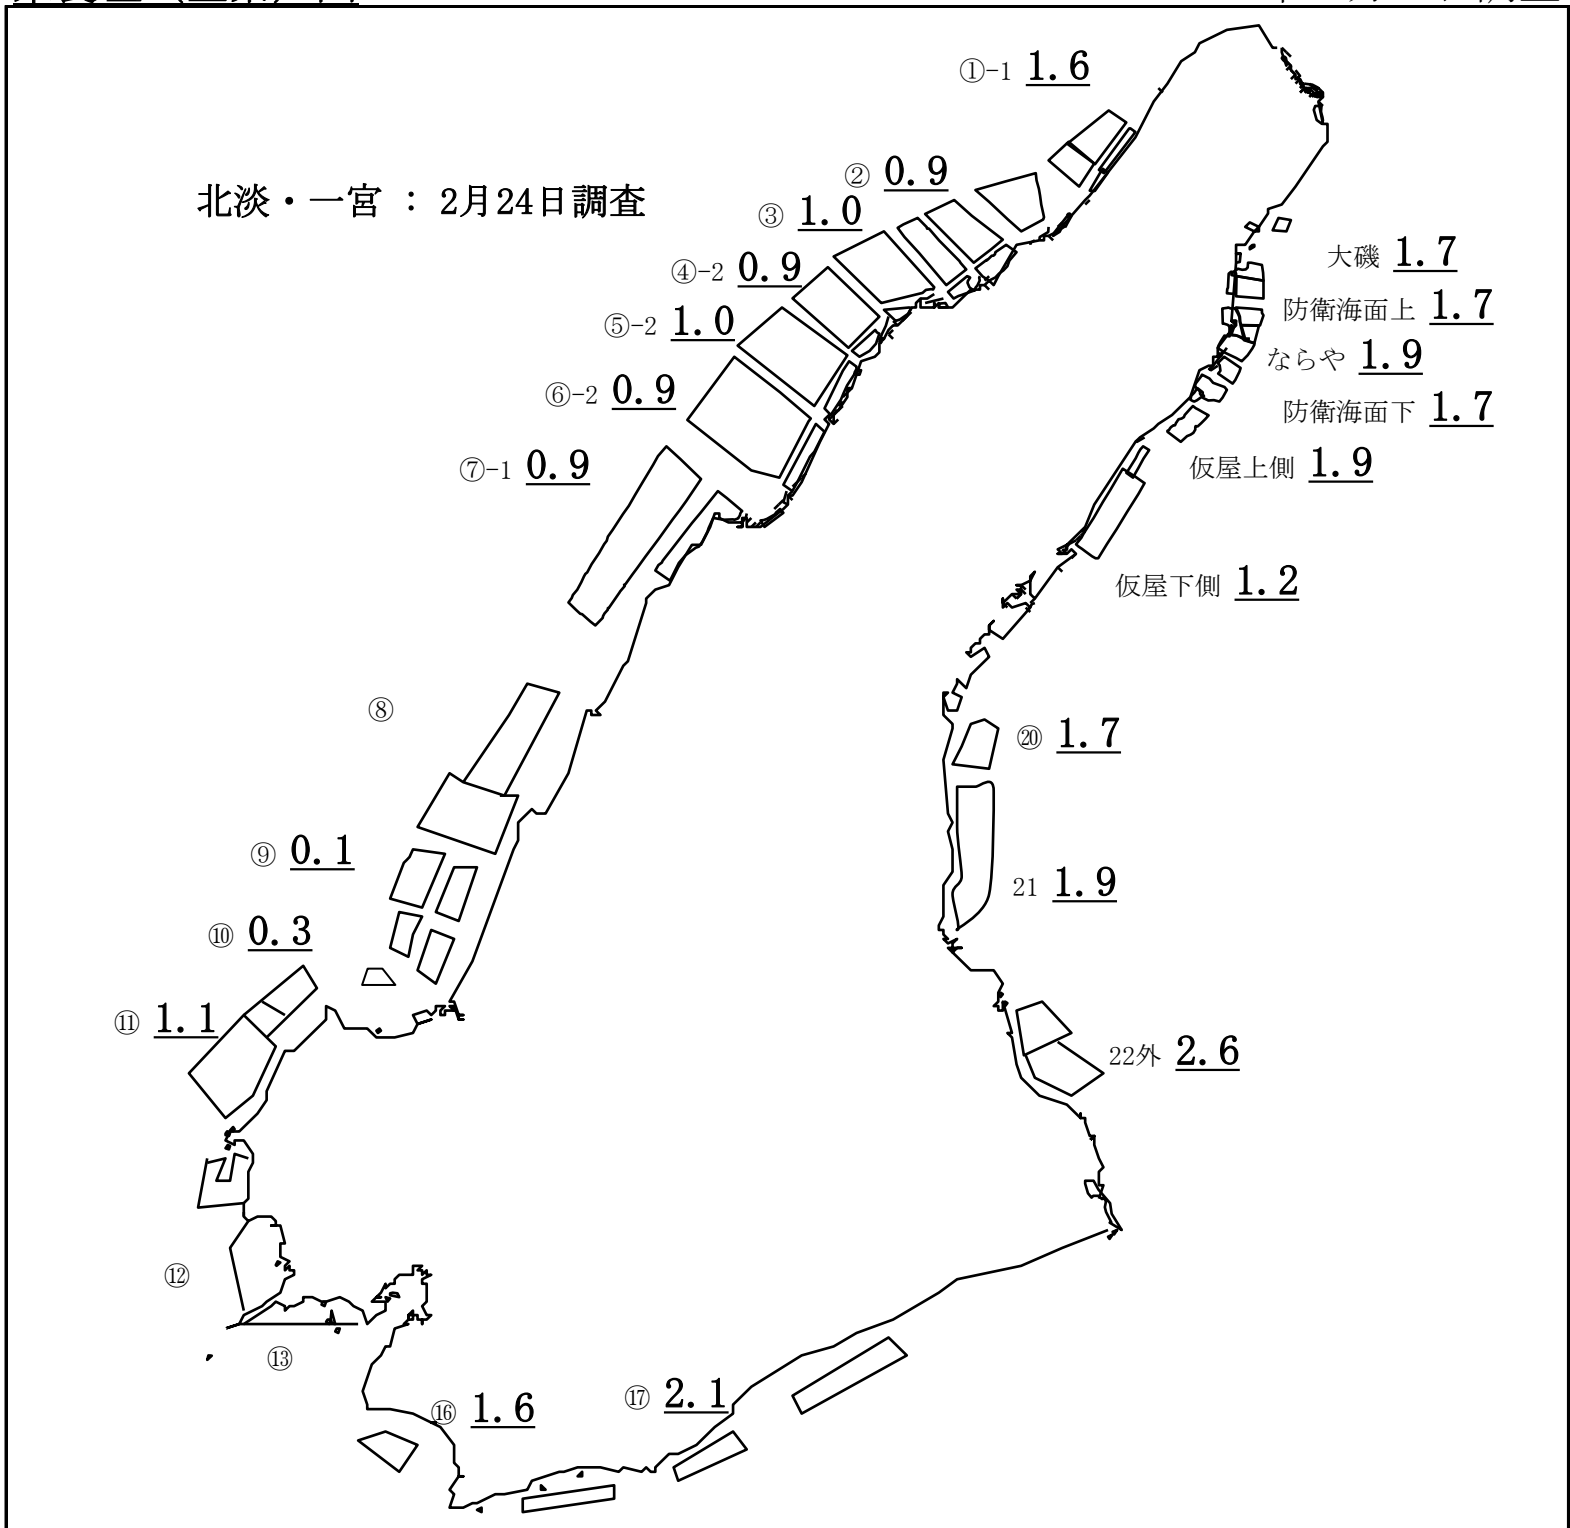 ①-1 1.6
北淡・一宮 : 2月24日調査
② 0.9
③ 1.0
④-2 0.9
⑤-2 1.0
⑥-2 0.9
⑦-1 0.9
⑧
⑨ 0.1
⑩ 0.3
⑪ 1.1
⑫
⑬
⑯ 1.6
⑰ 2.1
大磯 1.7
防衛海面上 1.7
ならや 1.9
防衛海面下 1.7
仮屋上側 1.9
仮屋下側 1.2
⑳ 1.7
21 1.9
22外 2.6